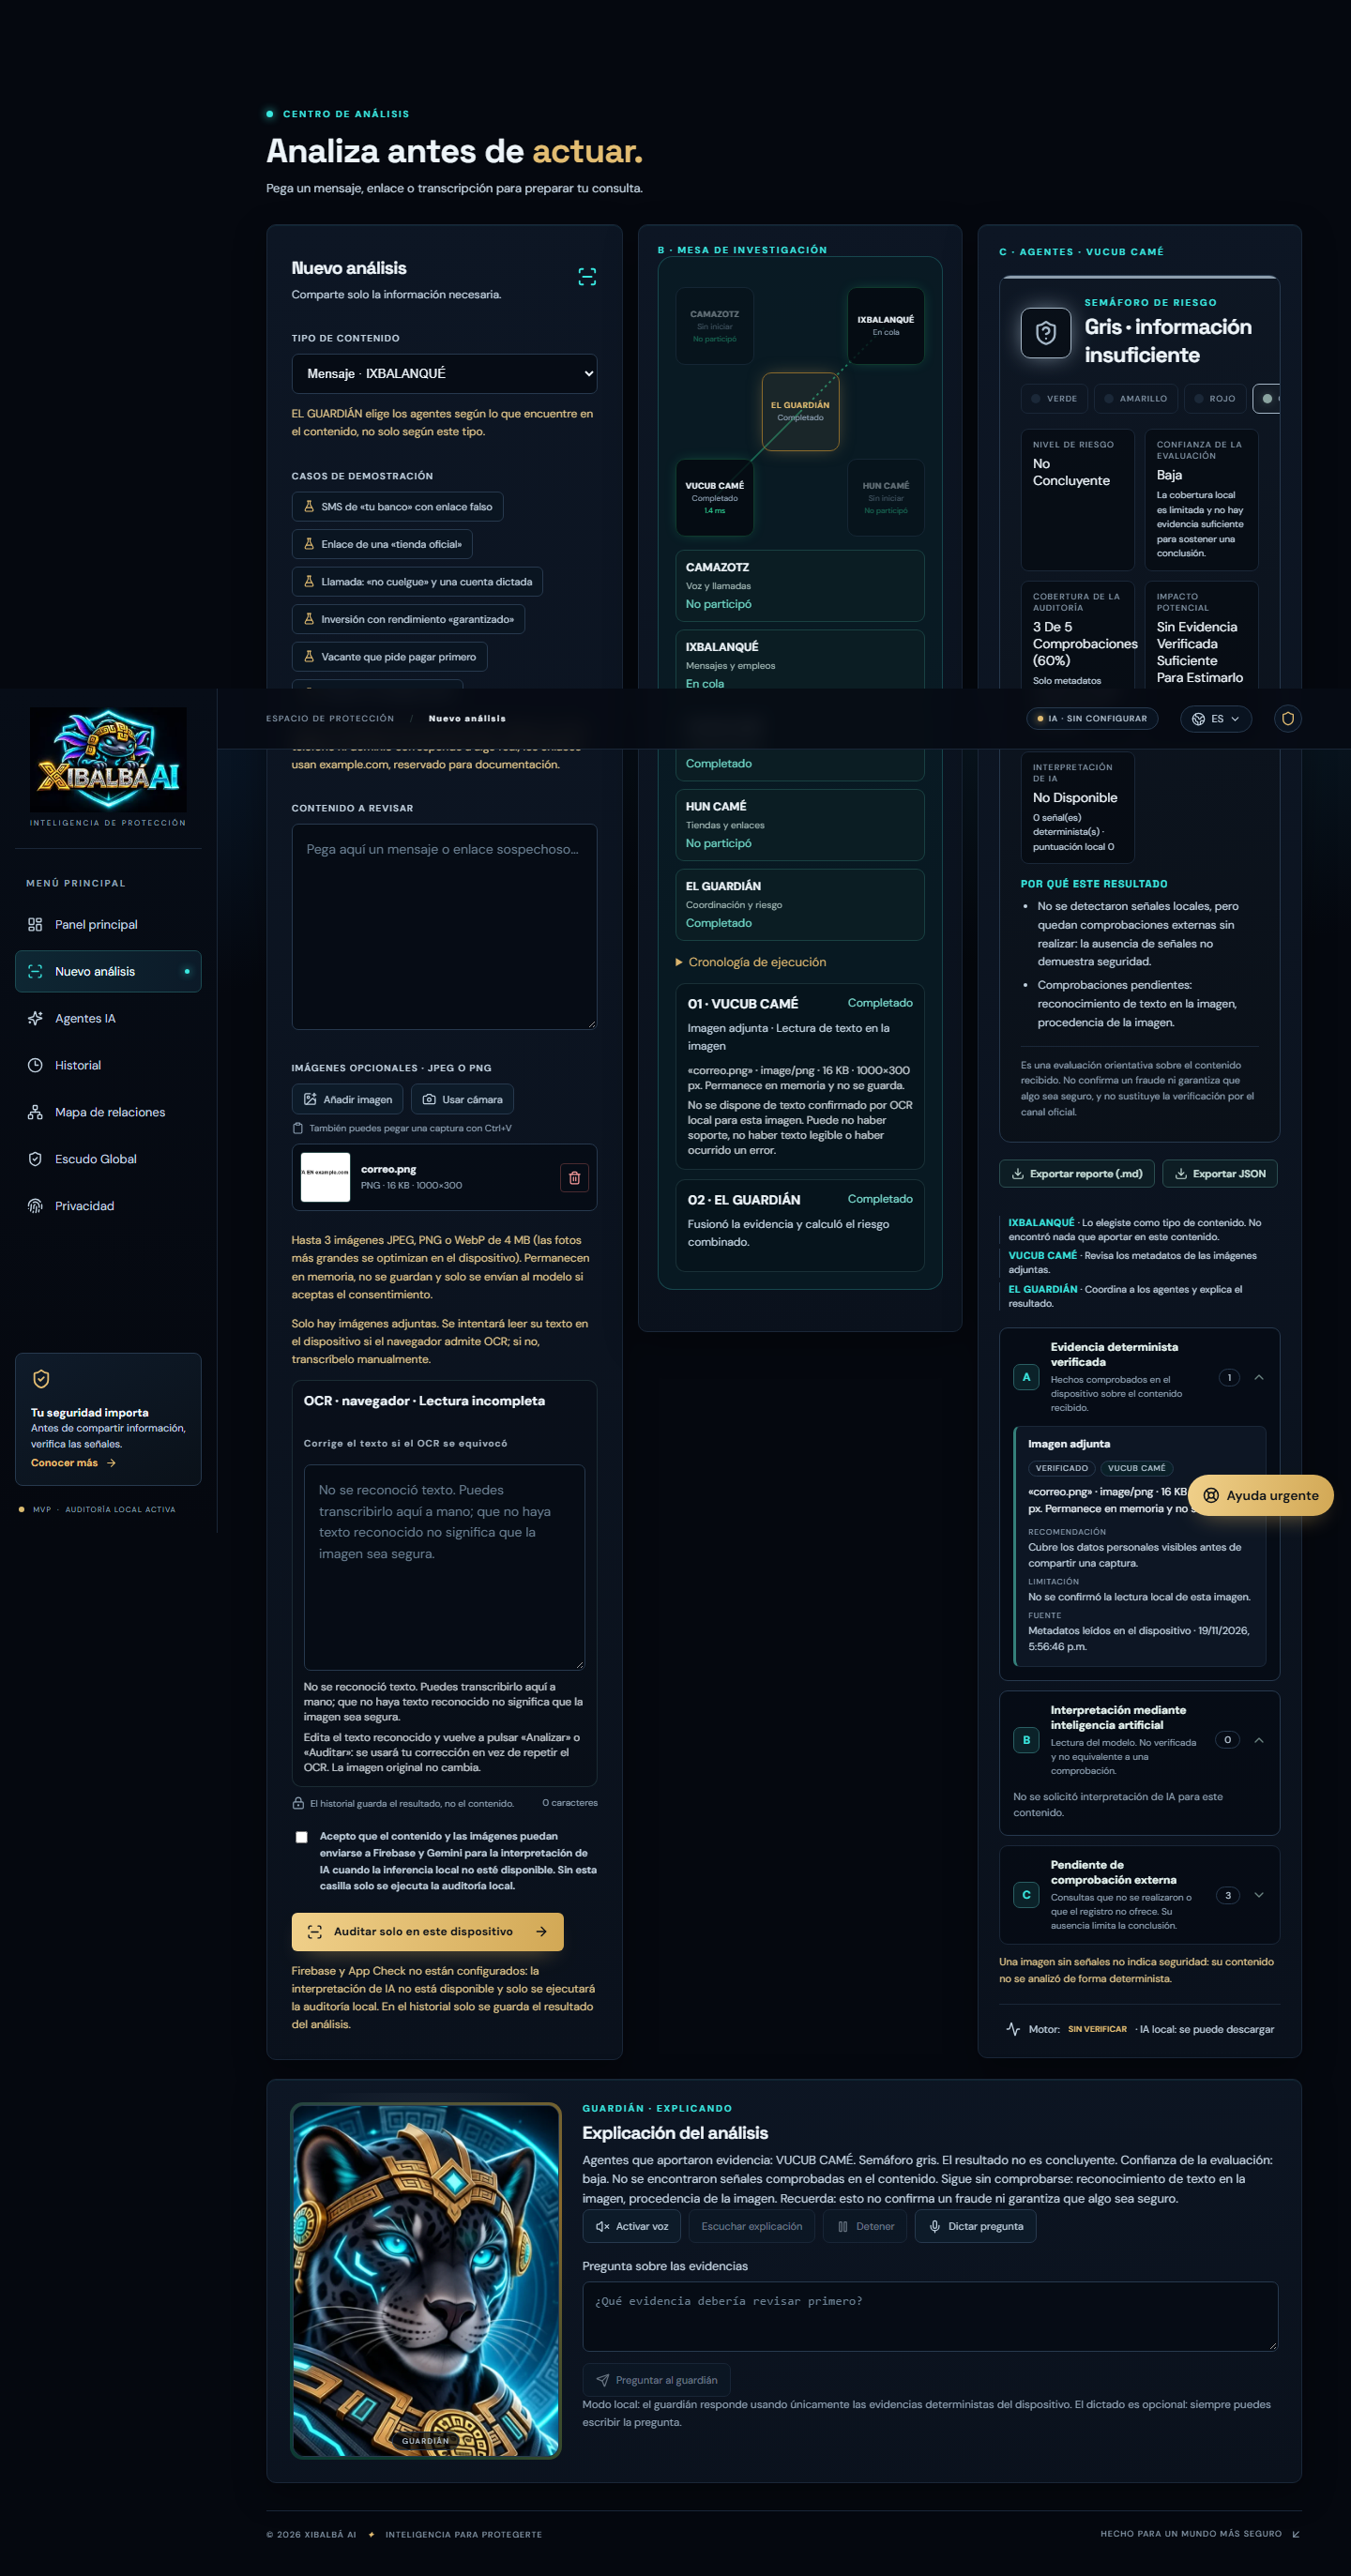 CENTRO DE ANÁLISIS
Analiza antes de actuar.
Pega un mensaje, enlace o transcripción para preparar tu consulta.
Nuevo análisis
Comparte solo la información necesaria.
TIPO DE CONTENIDO
Mensaje · IXBALANQUÉ
EL GUARDIÁN elige los agentes según lo que encuentre en
el contenido, no solo según este tipo.
CASOS DE DEMOSTRACIÓN
SMS de «tu banco» con enlace falso
Enlace de una «tienda oficial»
Llamada: «no cuelgue» y una cuenta dictada
Inversión con rendimiento «garantizado»
Vacante que pide pagar primero
usan example.com, reservado para documentación.
CONTENIDO A REVISAR
Pega aquí un mensaje o enlace sospechoso...
IMÁGENES OPCIONALES · JPEG O PNG
Añadir imagen
Usar cámara
También puedes pegar una captura con Ctrl+V
A EN example.com
correo.png
PNG · 16 KB · 1000×300
Hasta 3 imágenes JPEG, PNG o WebP de 4 MB (las fotos
más grandes se optimizan en el dispositivo). Permanecen
en memoria, no se guardan y solo se envían al modelo si
aceptas el consentimiento.
Solo hay imágenes adjuntas. Se intentará leer su texto en
el dispositivo si el navegador admite OCR; si no,
transcríbelo manualmente.
OCR · navegador · Lectura incompleta
Corrige el texto si el OCR se equivocó
No se reconoció texto. Puedes
transcribirlo aquí a mano; que no haya
texto reconocido no significa que la
imagen sea segura.
No se reconoció texto. Puedes transcribirlo aquí a
mano; que no haya texto reconocido no significa que la
imagen sea segura.
Edita el texto reconocido y vuelve a pulsar «Analizar» o
«Auditar»: se usará tu corrección en vez de repetir el
OCR. La imagen original no cambia.
El historial guarda el resultado, no el contenido.
0 caracteres
Acepto que el contenido y las imágenes puedan
enviarse a Firebase y Gemini para la interpretación de
IA cuando la inferencia local no esté disponible. Sin esta
casilla solo se ejecuta la auditoría local.
Auditar solo en este dispositivo
Firebase y App Check no están configurados: la
interpretación de IA no está disponible y solo se ejecutará
la auditoría local. En el historial solo se guarda el resultado
del análisis.
B · MESA DE INVESTIGACIÓN
CAMAZOTZ
Sin iniciar
No participó
IXBALANQUÉ
En cola
EL GUARDIÁN
Completado
VUCUB CAMÉ
Completado
1.4 ms
HUN CAMÉ
Sin iniciar
No participó
CAMAZOTZ
Voz y llamadas
No participó
IXBALANQUÉ
Mensajes y empleos
En cola
Completado
HUN CAMÉ
Tiendas y enlaces
No participó
EL GUARDIÁN
Coordinación y riesgo
Completado
Cronología de ejecución
01 · VUCUB CAMÉ
Completado
Imagen adjunta · Lectura de texto en la
imagen
«correo.png» · image/png · 16 KB · 1000×300
px. Permanece en memoria y no se guarda.
No se dispone de texto confirmado por OCR
local para esta imagen. Puede no haber
soporte, no haber texto legible o haber
ocurrido un error.
02 · EL GUARDIÁN
Completado
Fusionó la evidencia y calculó el riesgo
combinado.
C · AGENTES · VUCUB CAMÉ
SEMÁFORO DE RIESGO
Gris · información
insuficiente
VERDE
AMARILLO
ROJO
NIVEL DE RIESGO
No
Concluyente
CONFIANZA DE LA
EVALUACIÓN
Baja
La cobertura local
es limitada y no hay
evidencia suficiente
para sostener una
conclusión.
COBERTURA DE LA
AUDITORÍA
3 De 5
Comprobaciones
(60%)
Solo metadatos
IMPACTO
POTENCIAL
Sin Evidencia
Verificada
Suficiente
Para Estimarlo
INTERPRETACIÓN
DE IA
No Disponible
0 señal(es)
determinista(s) ·
puntuación local 0
POR QUÉ ESTE RESULTADO
No se detectaron señales locales, pero
quedan comprobaciones externas sin
realizar: la ausencia de señales no
demuestra seguridad.
Comprobaciones pendientes:
reconocimiento de texto en la imagen,
procedencia de la imagen.
Es una evaluación orientativa sobre el contenido
recibido. No confirma un fraude ni garantiza que
algo sea seguro, y no sustituye la verificación por el
canal oficial.
Exportar reporte (.md)
Exportar JSON
IXBALANQUÉ · Lo elegiste como tipo de contenido. No
encontró nada que aportar en este contenido.
VUCUB CAMÉ · Revisa los metadatos de las imágenes
adjuntas.
EL GUARDIÁN · Coordina a los agentes y explica el
resultado.
A
Evidencia determinista
verificada
Hechos comprobados en el
dispositivo sobre el contenido
recibido.
1
Imagen adjunta
VERIFICADO
VUCUB CAMÉ
«correo.png» · image/png · 16 KB
px. Permanece en memoria y no s
RECOMENDACIÓN
Cubre los datos personales visibles antes de
compartir una captura.
LIMITACIÓN
No se confirmó la lectura local de esta imagen.
FUENTE
Metadatos leídos en el dispositivo · 19/11/2026,
5:56:46 p.m.
B
Interpretación mediante
inteligencia artificial
Lectura del modelo. No verificada
y no equivalente a una
comprobación.
0
No se solicitó interpretación de IA para este
contenido.
C
Pendiente de
comprobación externa
Consultas que no se realizaron o
que el registro no ofrece. Su
ausencia limita la conclusión.
3
Una imagen sin señales no indica seguridad: su contenido
no se analizó de forma determinista.
Motor: SIN VERIFICAR · IA local: se puede descargar
ESPACIO DE PROTECCIÓN / Nuevo análisis
IA · SIN CONFIGURAR
ES
XIBALBÁ AI
INTELIGENCIA DE PROTECCIÓN
MENÚ PRINCIPAL
Panel principal
Nuevo análisis
Agentes IA
Historial
Mapa de relaciones
Escudo Global
Privacidad
Tu seguridad importa
Antes de compartir información,
verifica las señales.
Conocer más
MVP · AUDITORÍA LOCAL ACTIVA
Ayuda urgente
GUARDIÁN
GUARDIÁN · EXPLICANDO
Explicación del análisis
Agentes que aportaron evidencia: VUCUB CAMÉ. Semáforo gris. El resultado no es concluyente. Confianza de la evaluación:
baja. No se encontraron señales comprobadas en el contenido. Sigue sin comprobarse: reconocimiento de texto en la
imagen, procedencia de la imagen. Recuerda: esto no confirma un fraude ni garantiza que algo sea seguro.
Activar voz
Escuchar explicación
Detener
Dictar pregunta
Pregunta sobre las evidencias
¿Qué evidencia debería revisar primero?
Preguntar al guardián
Modo local: el guardián responde usando únicamente las evidencias deterministas del dispositivo. El dictado es opcional: siempre puedes
escribir la pregunta.
© 2026 XIBALBÁ AI
INTELIGENCIA PARA PROTEGERTE
HECHO PARA UN MUNDO MÁS SEGURO